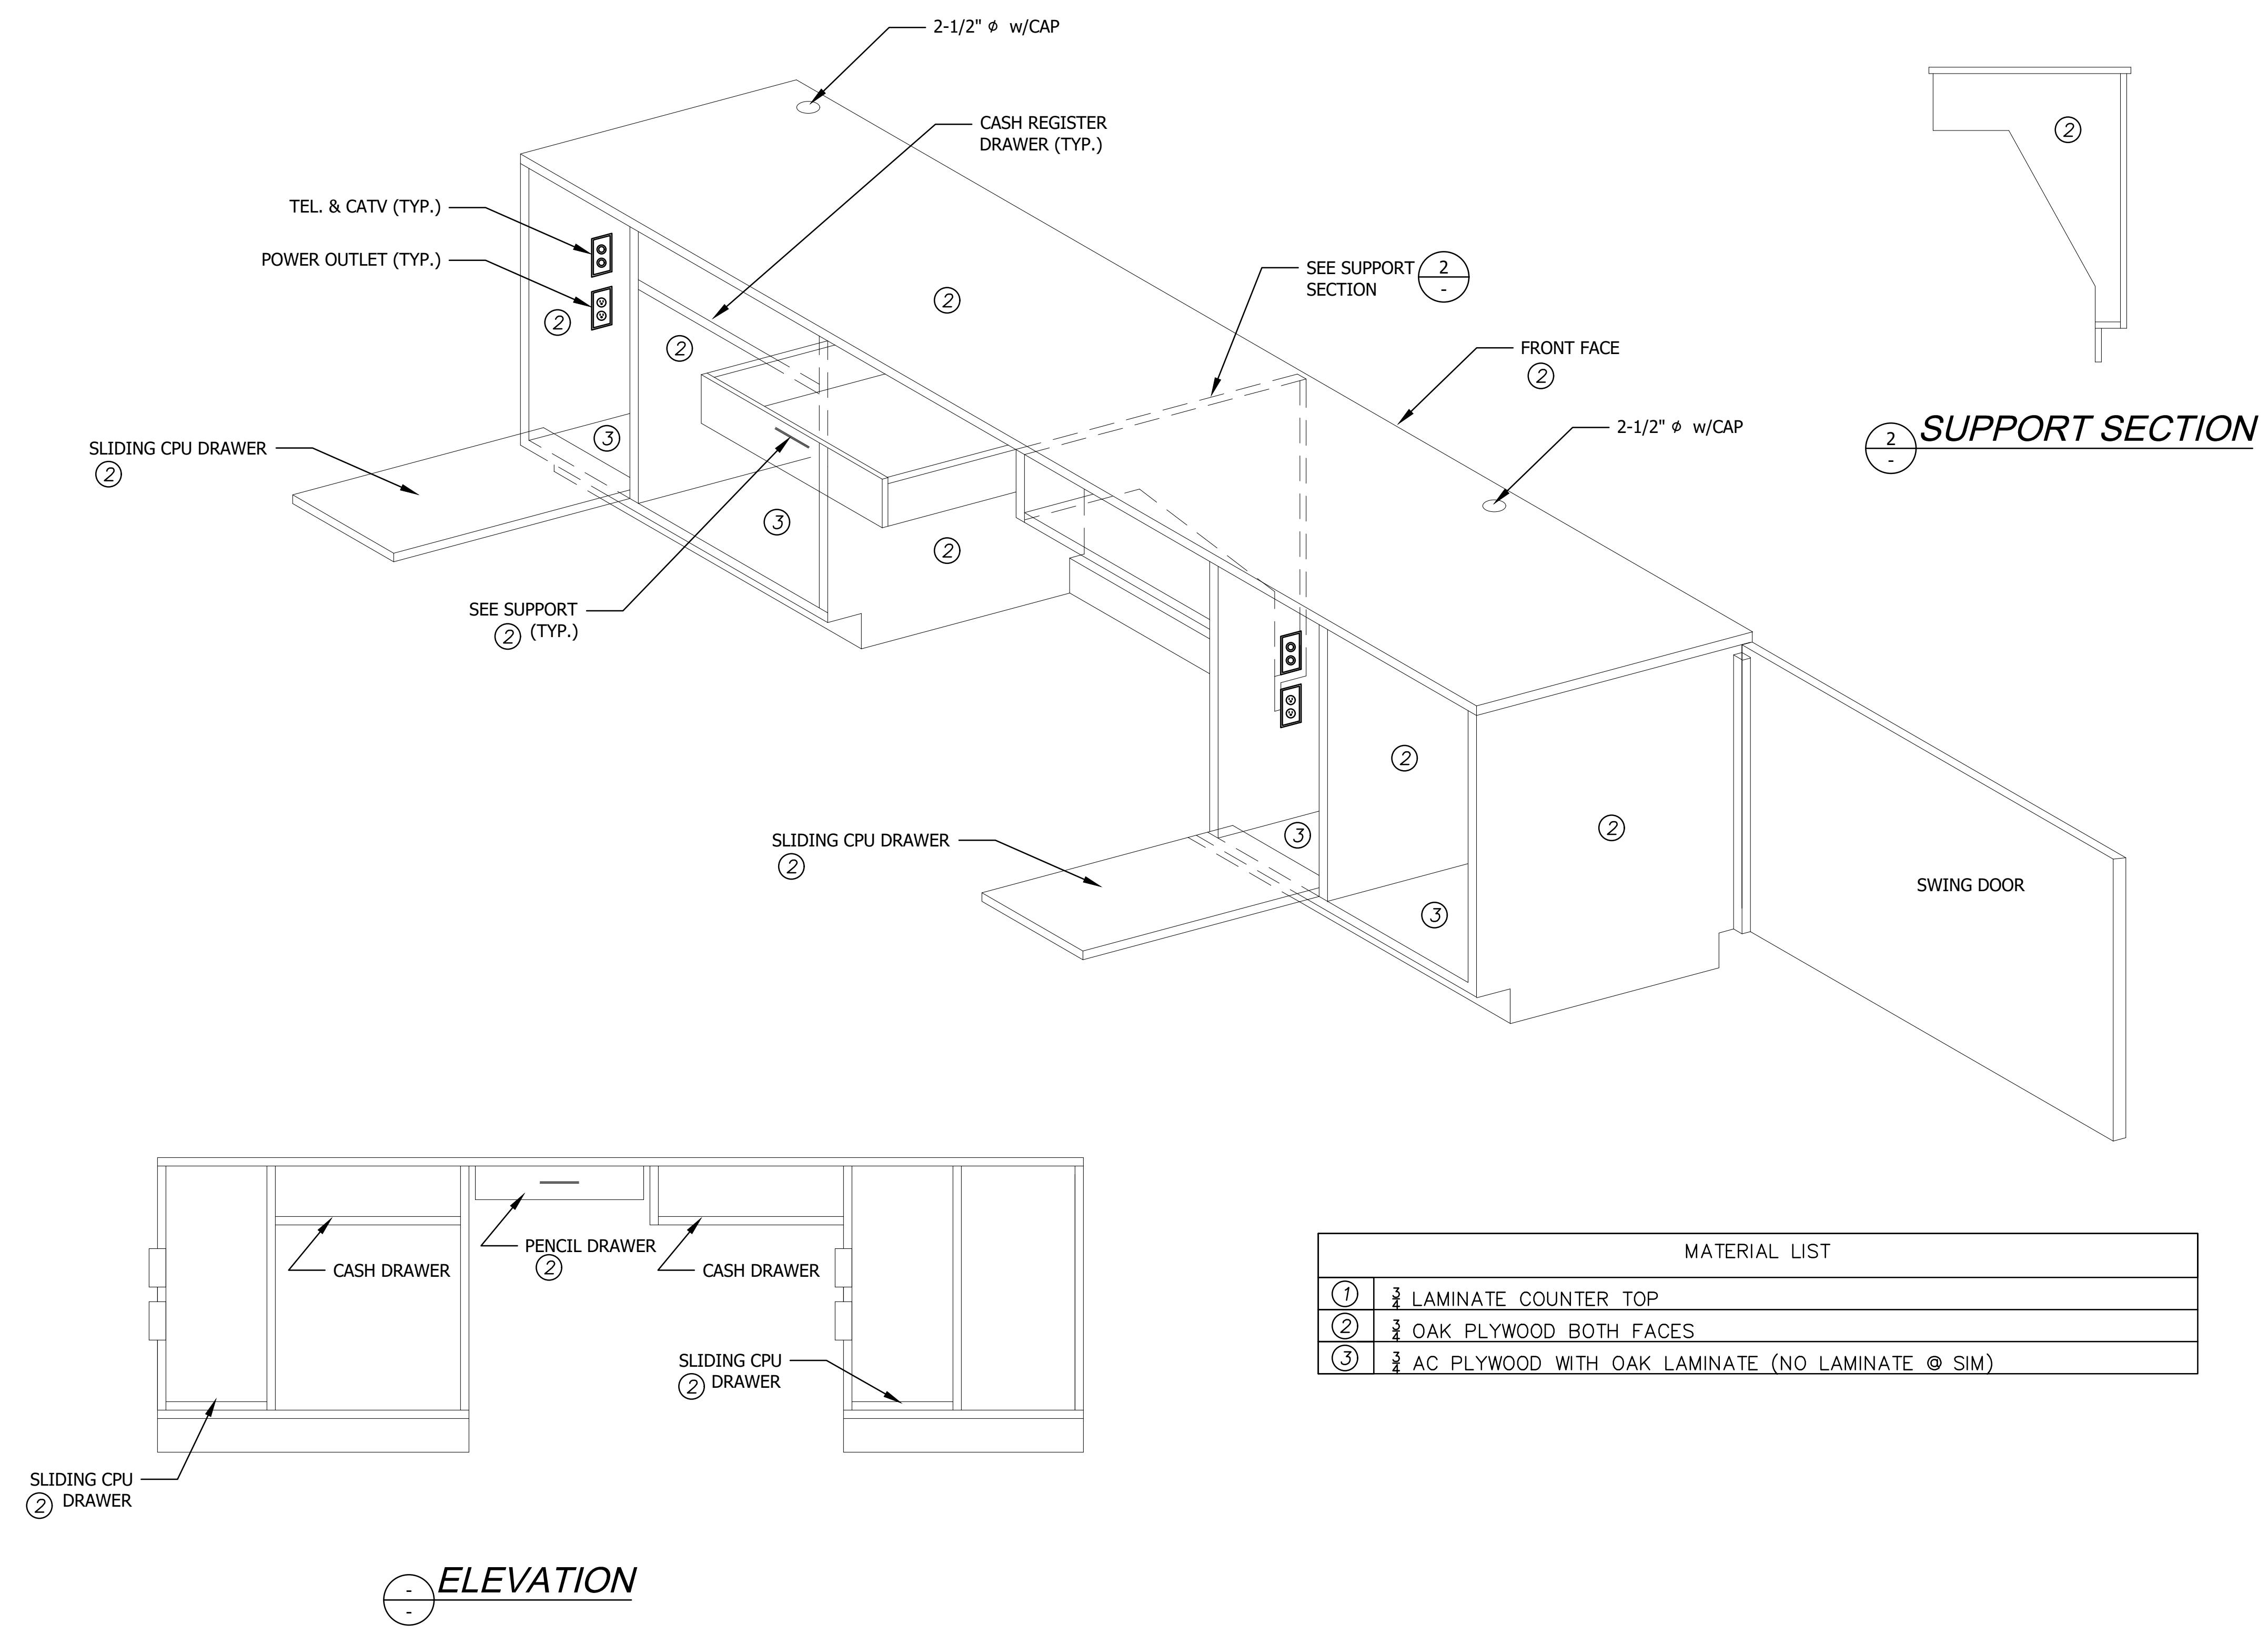 2-1/2" ⌀ w/CAP
CASH REGISTER
DRAWER (TYP.)
TEL. & CATV (TYP.)
POWER OUTLET (TYP.)
2
2
2
2
SEE SUPPORT
SECTION
2
-
FRONT FACE
2
2-1/2" ⌀ w/CAP
2
-
SUPPORT SECTION
SLIDING CPU DRAWER
2
3
3
2
SEE SUPPORT
2 (TYP.)
2
2
SLIDING CPU DRAWER
2
3
3
SWING DOOR
PENCIL DRAWER
2
CASH DRAWER
CASH DRAWER
SLIDING CPU
2 DRAWER
SLIDING CPU
2 DRAWER
-
-
ELEVATION
MATERIAL LIST
1 3/4 LAMINATE COUNTER TOP
2 3/4 OAK PLYWOOD BOTH FACES
3 3/4 AC PLYWOOD WITH OAK LAMINATE (NO LAMINATE @ SIM)